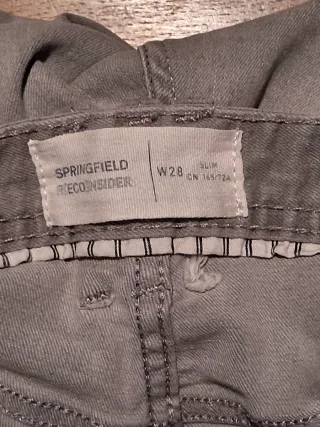 SPRINGFIELD
RECONSIDER
W28
SLIM
CN 165/72A